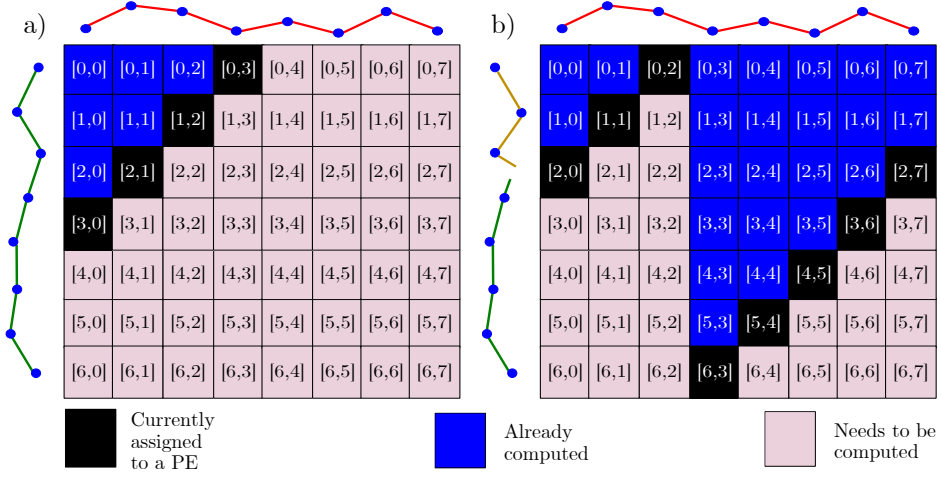 a) b)
[0,0] [0,1] [0,2] [0,3] [0,4] [0,5] [0,6] [0,7] [0,0] [0,1] [0,2] [0,3] [0,4] [0,5] [0,6] [0,7]
[1,0] [1,1] [1,2] [1,3] [1,4] [1,5] [1,6] [1,7] [1,0] [1,1] [1,2] [1,3] [1,4] [1,5] [1,6] [1,7]
[2,0] [2,1] [2,2] [2,3] [2,4] [2,5] [2,6] [2,7] [2,0] [2,1] [2,2] [2,3] [2,4] [2,5] [2,6] [2,7]
[3,0] [3,1] [3,2] [3,3] [3,4] [3,5] [3,6] [3,7] [3,0] [3,1] [3,2] [3,3] [3,4] [3,5] [3,6] [3,7]
[4,0] [4,1] [4,2] [4,3] [4,4] [4,5] [4,6] [4,7] [4,0] [4,1] [4,2] [4,3] [4,4] [4,5] [4,6] [4,7]
[5,0] [5,1] [5,2] [5,3] [5,4] [5,5] [5,6] [5,7] [5,0] [5,1] [5,2] [5,3] [5,4] [5,5] [5,6] [5,7]
[6,0] [6,1] [6,2] [6,3] [6,4] [6,5] [6,6] [6,7] [6,0] [6,1] [6,2] [6,3] [6,4] [6,5] [6,6] [6,7]
Currently
assigned
to a PE
Already
computed
Needs to be
computed